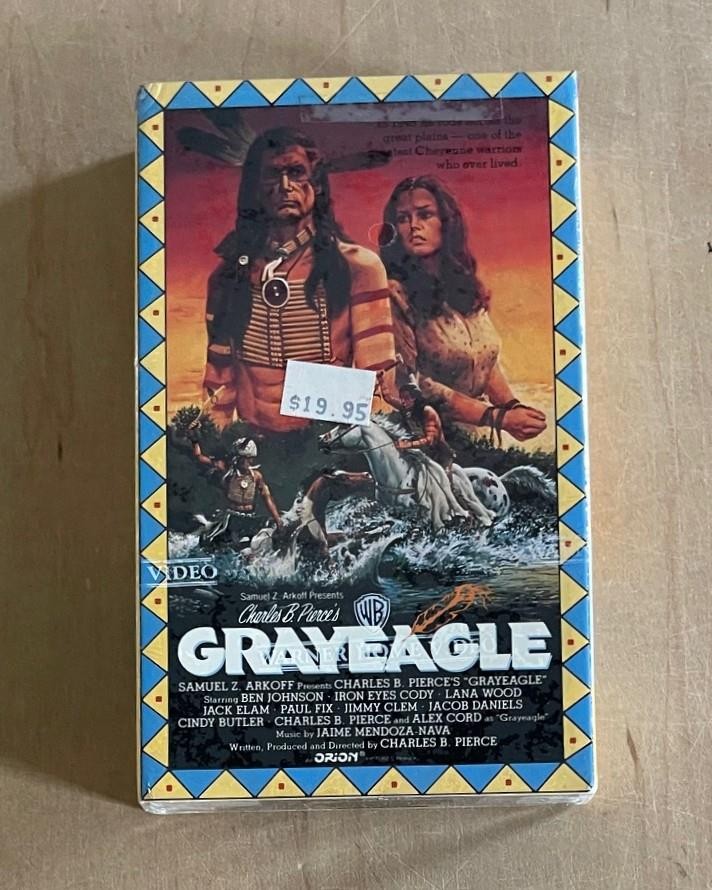 great plains — one of the
Cheyenne warriors
who ever lived.
$19.95
VIDEO
Samuel Z. Arkoff Presents
Charles B. Pierce's
WB
GRAYEAGLE
WARNER HOME VIDEO
SAMUEL Z. ARKOFF Presents CHARLES B. PIERCE'S "GRAYEAGLE"
Starring BEN JOHNSON · IRON EYES CODY · LANA WOOD
JACK ELAM · PAUL FIX · JIMMY CLEM · JACOB DANIELS
CINDY BUTLER · CHARLES B. PIERCE and ALEX CORD as "Grayeagle"
Music by JAIME MENDOZA-NAVA
Written, Produced and Directed by CHARLES B. PIERCE
ORION